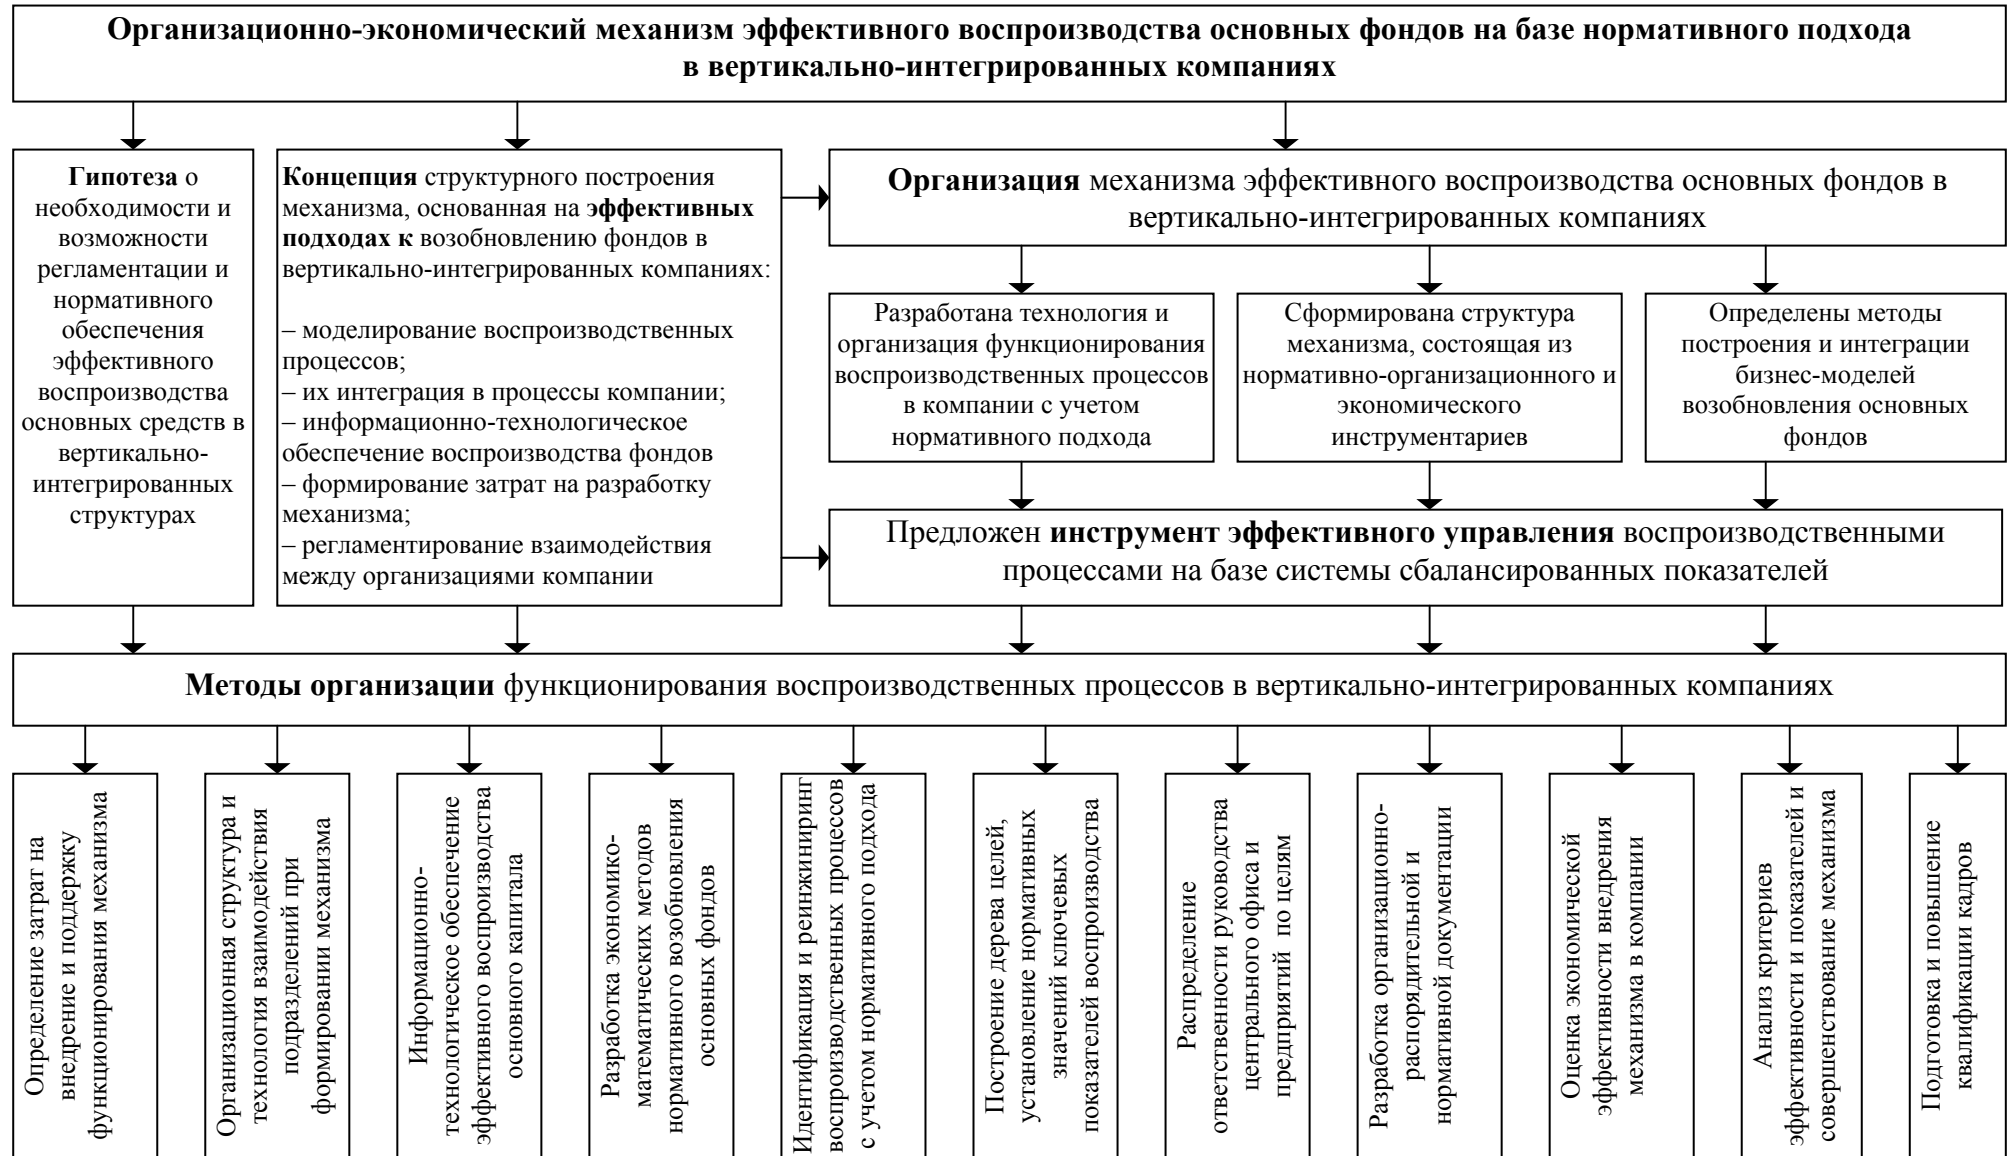 Организационно-экономический механизм эффективного воспроизводства основных фондов на базе нормативного подхода
в вертикально-интегрированных компаниях
Гипотеза о
необходимости и
возможности
регламентации и
нормативного
обеспечения
эффективного
воспроизводства
основных средств в
вертикально-
интегрированных
структурах
Концепция структурного построения
механизма, основанная на эффективных
подходах к возобновлению фондов в
вертикально-интегрированных компаниях:
– моделирование воспроизводственных
процессов;
– их интеграция в процессы компании;
– информационно-технологическое
обеспечение воспроизводства фондов
– формирование затрат на разработку
механизма;
– регламентирование взаимодействия
между организациями компании
Организация механизма эффективного воспроизводства основных фондов в
вертикально-интегрированных компаниях
Разработана технология и
организация функционирования
воспроизводственных процессов
в компании с учетом
нормативного подхода
Сформирована структура
механизма, состоящая из
нормативно-организационного и
экономического
инструментариев
Определены методы
построения и интеграции
бизнес-моделей
возобновления основных
фондов
Предложен инструмент эффективного управления воспроизводственными
процессами на базе системы сбалансированных показателей
Методы организации функционирования воспроизводственных процессов в вертикально-интегрированных компаниях
Определение затрат на
внедрение и поддержку
функционирования механизма
Организационная структура и
технология взаимодействия
подразделений при
формировании механизма
Информационно-
технологическое обеспечение
эффективного воспроизводства
основного капитала
Разработка экономико-
математических методов
нормативного возобновления
основных фондов
Идентификация и реинжиниринг
воспроизводственных процессов
с учетом нормативного подхода
Построение дерева целей,
установление нормативных
значений ключевых
показателей воспроизводства
Распределение
ответственности руководства
центрального офиса и
предприятий по целям
Разработка организационно-
распорядительной и
нормативной документации
Оценка экономической
эффективности внедрения
механизма в компании
Анализ критериев
эффективности и показателей и
совершенствование механизма
Подготовка и повышение
квалификации кадров